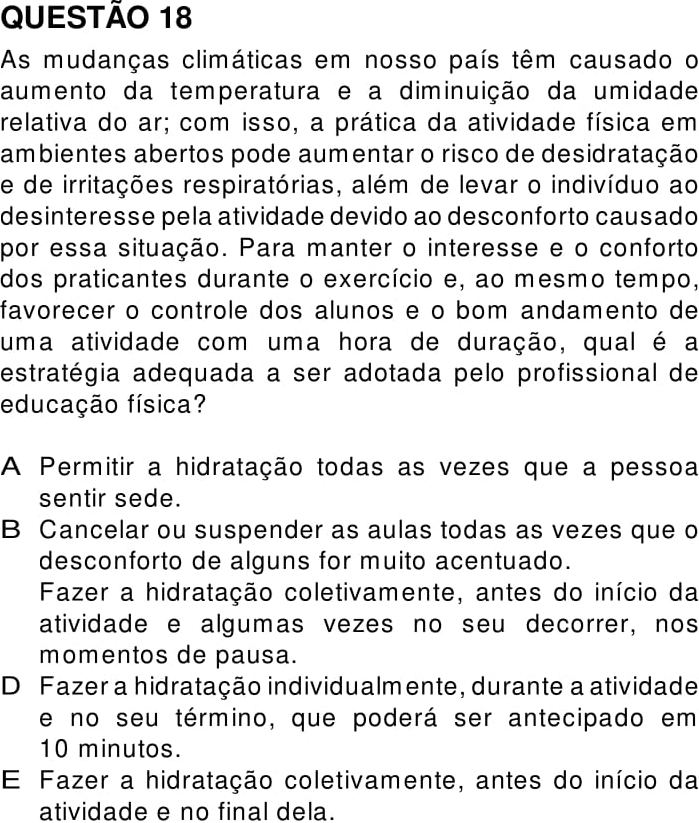 QUESTÃO 18
As mudanças climáticas em nosso país têm causado o
aumento da temperatura e a diminuição da umidade
relativa do ar; com isso, a prática da atividade física em
ambientes abertos pode aumentar o risco de desidratação
e de irritações respiratórias, além de levar o indivíduo ao
desinteresse pela atividade devido ao desconforto causado
por essa situação. Para manter o interesse e o conforto
dos praticantes durante o exercício e, ao mesmo tempo,
favorecer o controle dos alunos e o bom andamento de
uma atividade com uma hora de duração, qual é a
estratégia adequada a ser adotada pelo profissional de
educação física?
A Permitir a hidratação todas as vezes que a pessoa
sentir sede.
B Cancelar ou suspender as aulas todas as vezes que o
desconforto de alguns for muito acentuado.
Fazer a hidratação coletivamente, antes do início da
atividade e algumas vezes no seu decorrer, nos
momentos de pausa.
D Fazer a hidratação individualmente, durante a atividade
e no seu término, que poderá ser antecipado em
10 minutos.
E Fazer a hidratação coletivamente, antes do início da
atividade e no final dela.